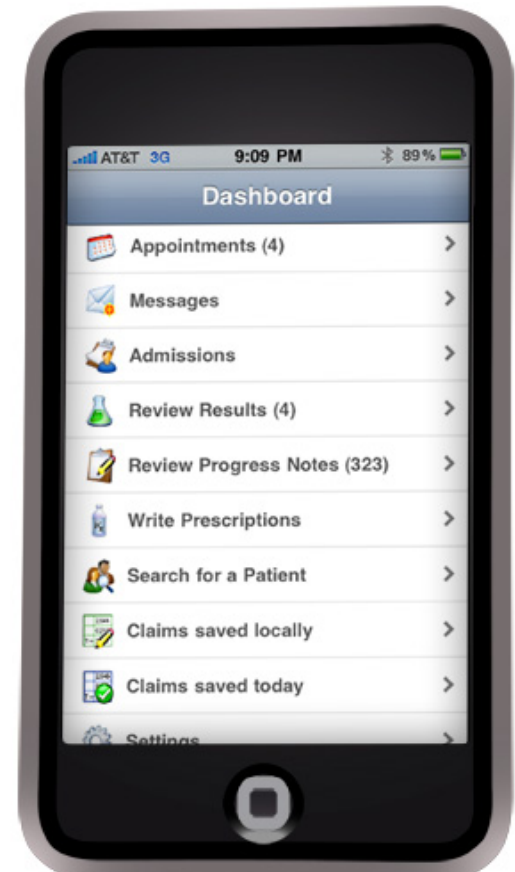 AT&T 3G 9:09 PM 89%
Dashboard
Appointments (4)
Messages
Admissions
Review Results (4)
Review Progress Notes (323)
Write Prescriptions
Search for a Patient
Claims saved locally
Claims saved today
Settings